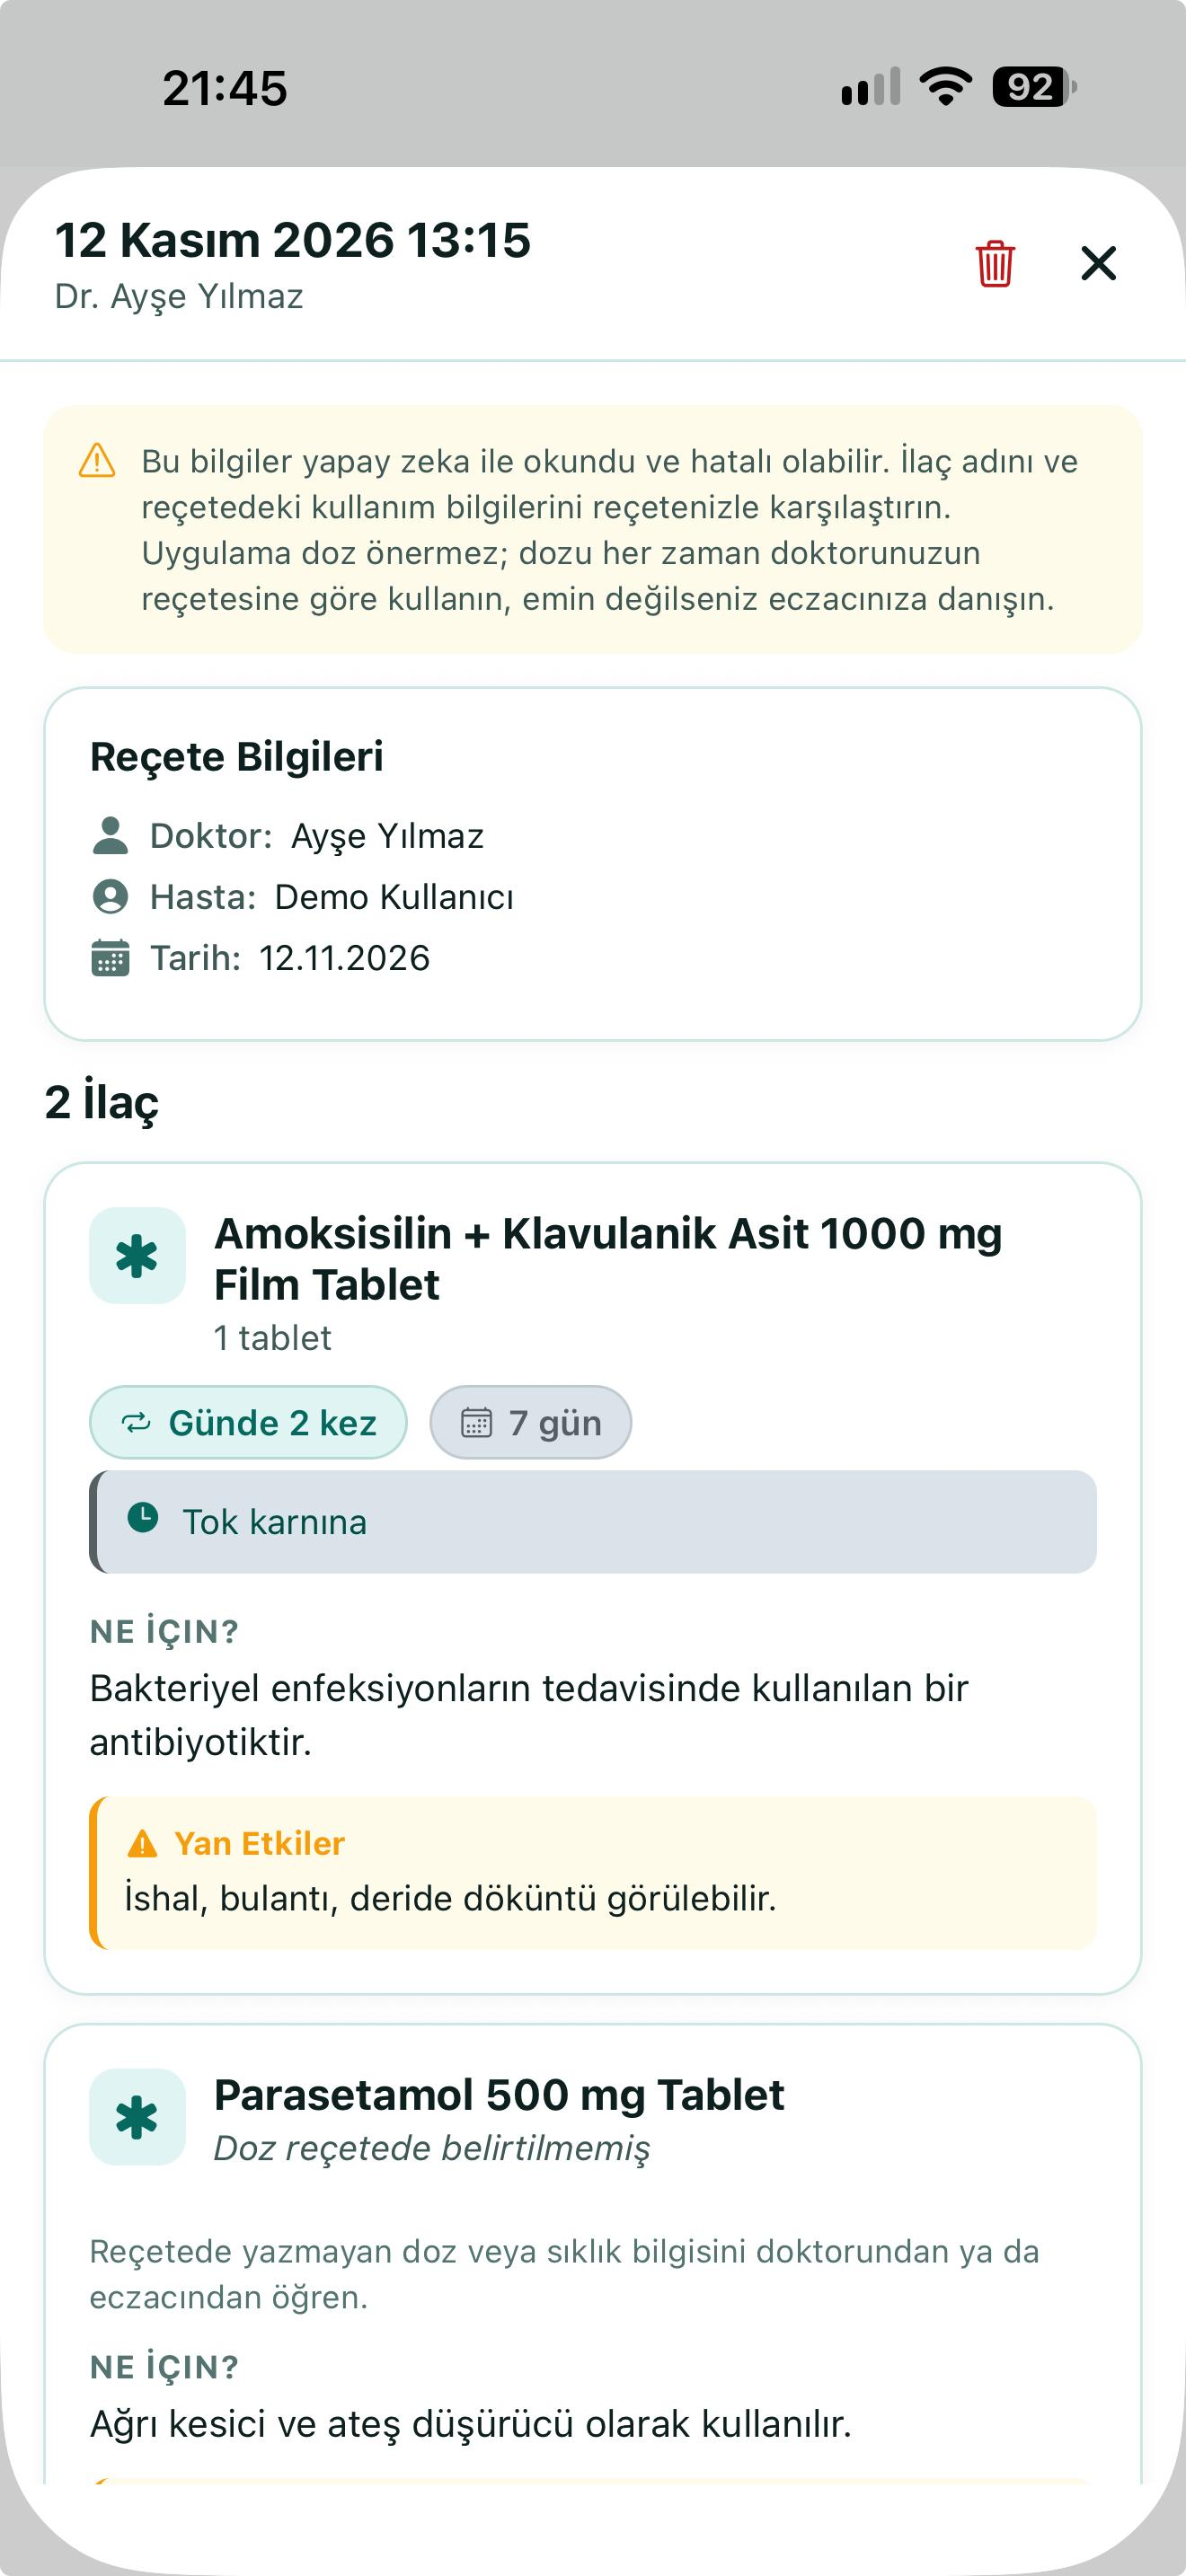 21:45
92
12 Kasım 2026 13:15
Dr. Ayşe Yılmaz
Bu bilgiler yapay zeka ile okundu ve hatalı olabilir. İlaç adını ve
reçetedeki kullanım bilgilerini reçetenizle karşılaştırın.
Uygulama doz önermez; dozu her zaman doktorunuzun
reçetesine göre kullanın, emin değilseniz eczacınıza danışın.
Reçete Bilgileri
Doktor: Ayşe Yılmaz
Hasta: Demo Kullanıcı
Tarih: 12.11.2026
2 İlaç
Amoksisilin + Klavulanik Asit 1000 mg
Film Tablet
1 tablet
Günde 2 kez
7 gün
Tok karnına
NE İÇIN?
Bakteriyel enfeksiyonların tedavisinde kullanılan bir
antibiyotiktir.
Yan Etkiler
İshal, bulantı, deride döküntü görülebilir.
Parasetamol 500 mg Tablet
Doz reçetede belirtilmemiş
Reçetede yazmayan doz veya sıklık bilgisini doktorundan ya da
eczacından öğren.
NE İÇIN?
Ağrı kesici ve ateş düşürücü olarak kullanılır.